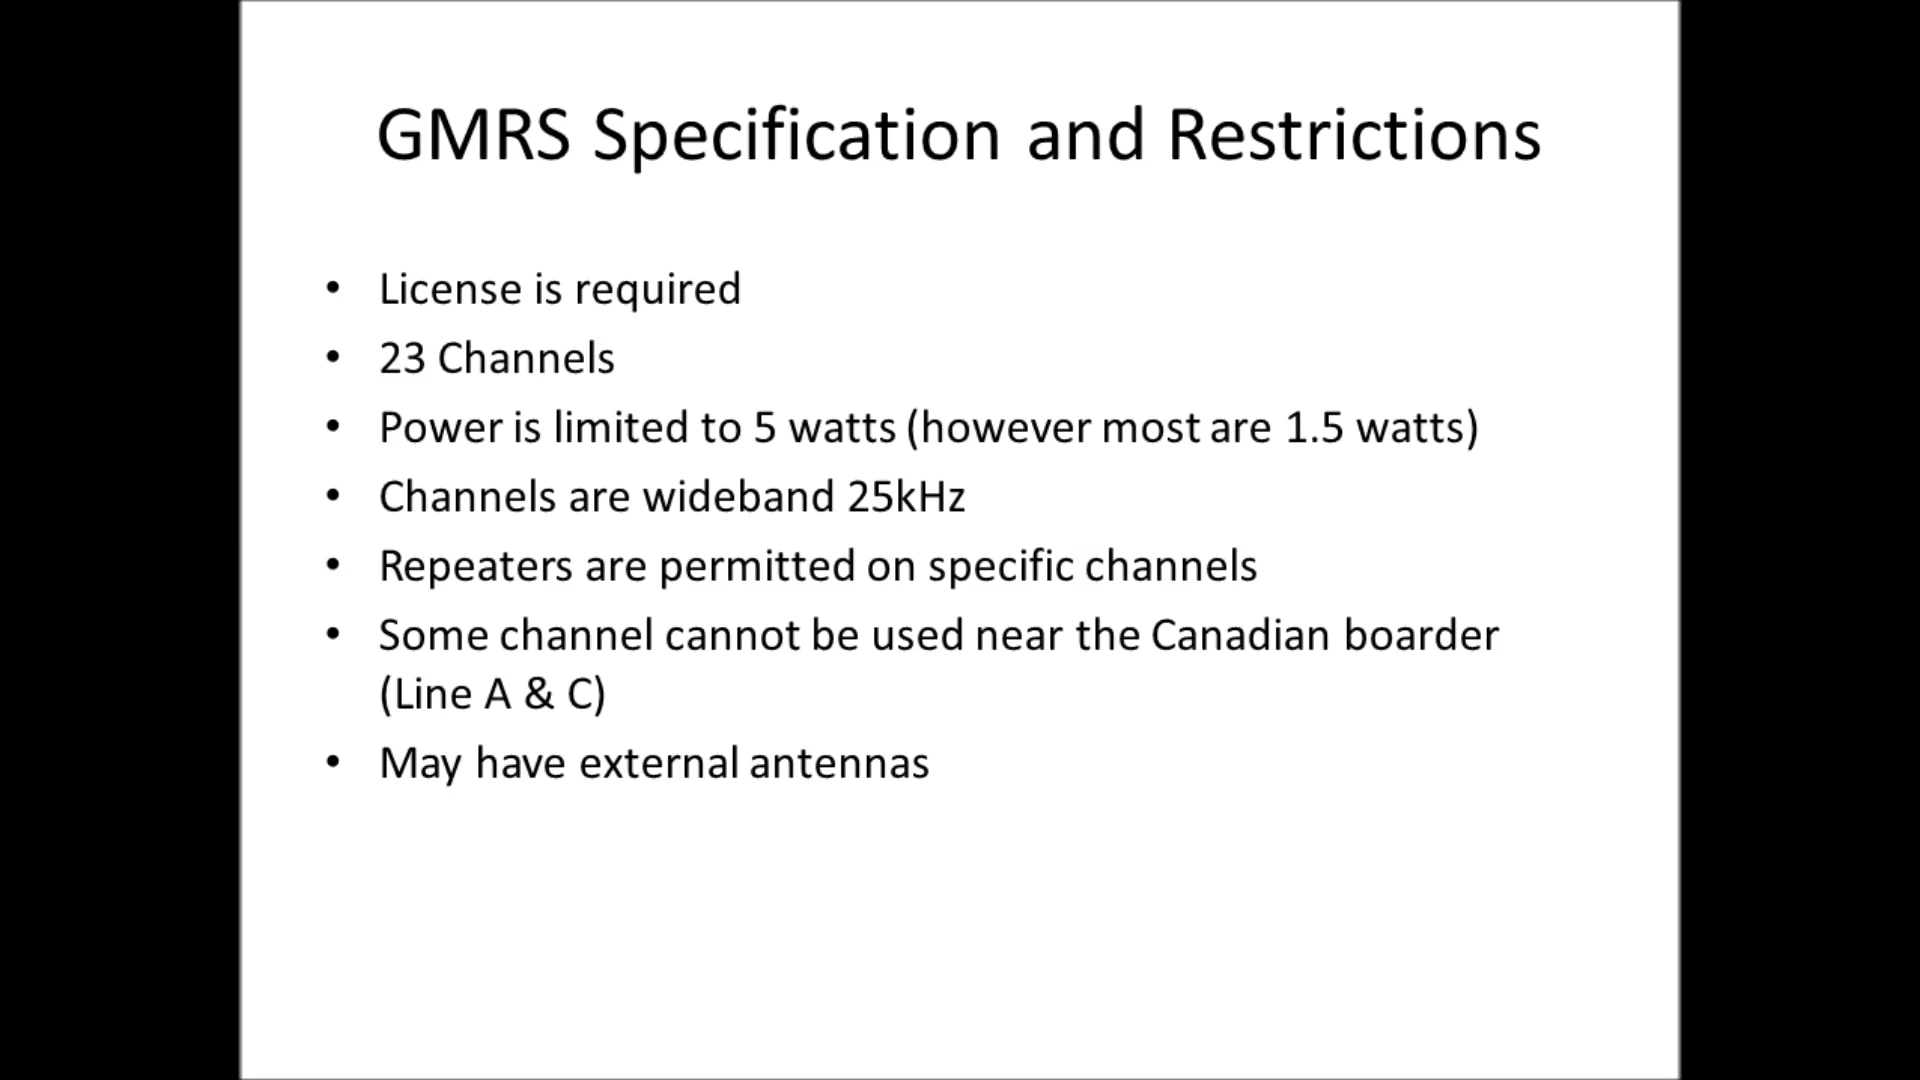 GMRS Specification and Restrictions
• License is required
• 23 Channels
• Power is limited to 5 watts (however most are 1.5 watts)
• Channels are wideband 25kHz
• Repeaters are permitted on specific channels
• Some channel cannot be used near the Canadian boarder
(Line A & C)
• May have external antennas